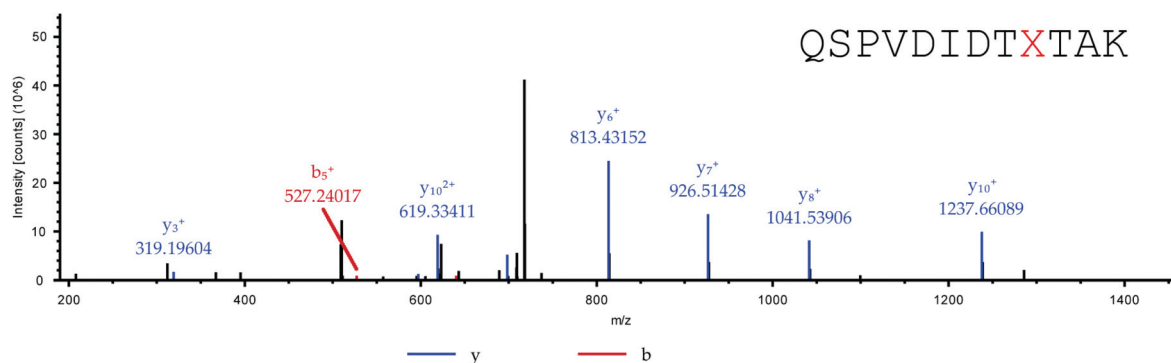 QSPVDIDTXTAK
Intensity [counts] (10^6)
50
40
30
20
10
0
y3+
319.19604
b5+
527.24017
y102+
619.33411
y6+
813.43152
y7+
926.51428
y8+
1041.53906
y10+
1237.66089
200 400 600 800 1000 1200 1400
m/z
y b